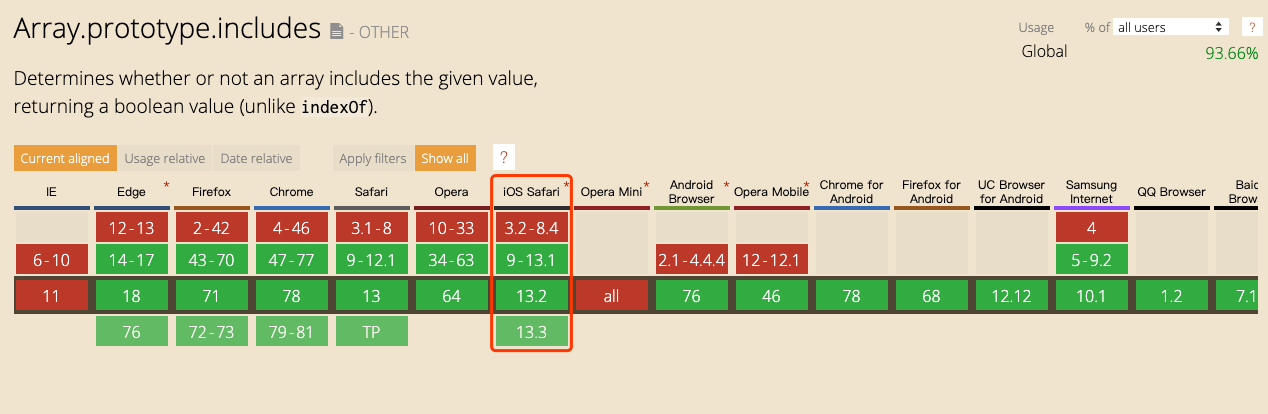 Array.prototype.includes - OTHER
Usage % of all users ?
Global 93.66%
Determines whether or not an array includes the given value,
returning a boolean value (unlike indexOf).
Current aligned Usage relative Date relative Apply filters Show all ?
IE Edge * Firefox Chrome Safari Opera iOS Safari * Opera Mini * Android Browser * Opera Mobile * Chrome for Android Firefox for Android UC Browser for Android Samsung Internet QQ Browser Baid Brow
12-13 2-42 4-46 3.1-8 10-33 3.2-8.4 4
6-10 14-17 43-70 47-77 9-12.1 34-63 9-13.1 2.1-4.4.4 12-12.1 5-9.2
11 18 71 78 13 64 13.2 all 76 46 78 68 12.12 10.1 1.2 7.1
76 72-73 79-81 TP 13.3